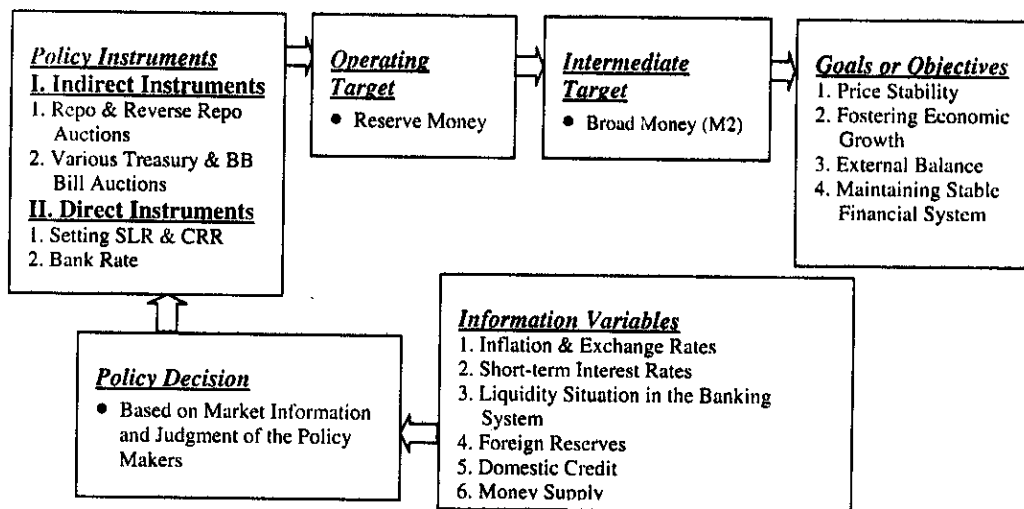 Policy Instruments
I. Indirect Instruments
1. Repo & Reverse Repo
Auctions
2. Various Treasury & BB
Bill Auctions
II. Direct Instruments
1. Setting SLR & CRR
2. Bank Rate
Operating
Target
● Reserve Money
Intermediate
Target
● Broad Money (M2)
Goals or Objectives
1. Price Stability
2. Fostering Economic
Growth
3. External Balance
4. Maintaining Stable
Financial System
Policy Decision
● Based on Market Information
and Judgment of the Policy
Makers
Information Variables
1. Inflation & Exchange Rates
2. Short-term Interest Rates
3. Liquidity Situation in the Banking
System
4. Foreign Reserves
5. Domestic Credit
6. Money Supply